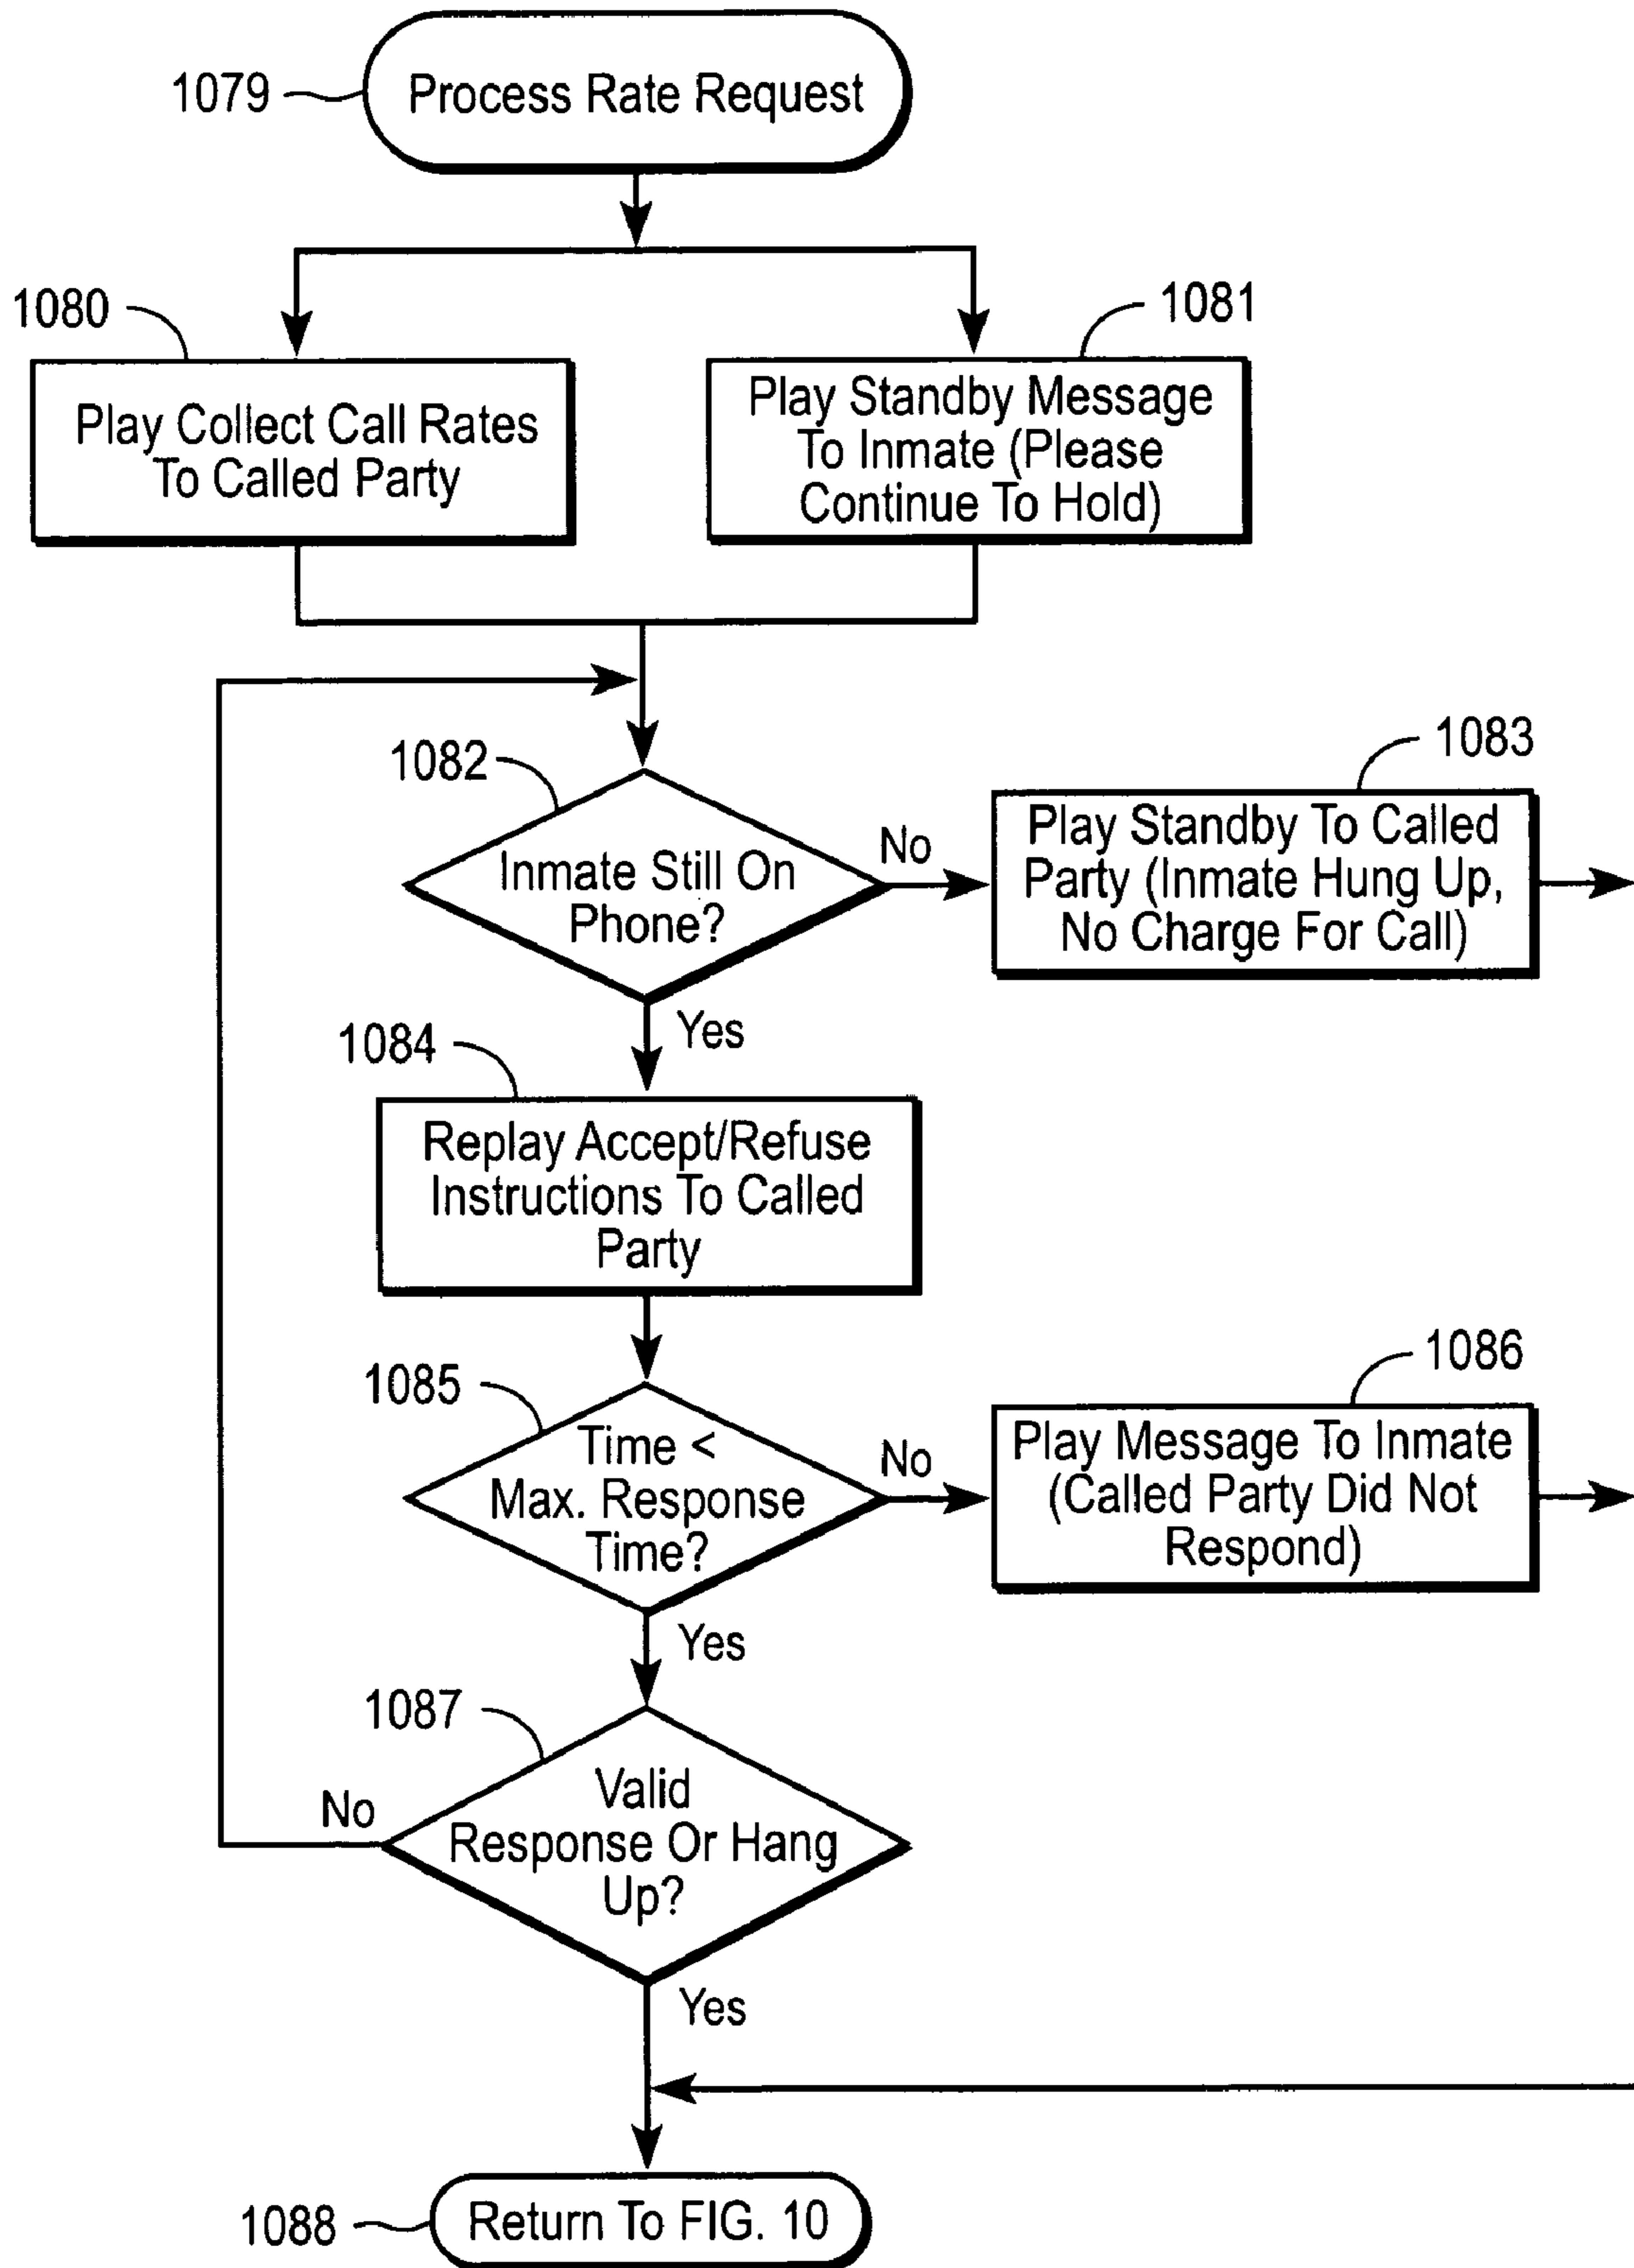 1079
Process Rate Request
1080
Play Collect Call Rates
To Called Party
1081
Play Standby Message
To Inmate (Please
Continue To Hold)
1082
Inmate Still On
Phone?
No
Yes
1083
Play Standby To Called
Party (Inmate Hung Up,
No Charge For Call)
1084
Replay Accept/Refuse
Instructions To Called
Party
1085
Time <
Max. Response
Time?
No
Yes
1086
Play Message To Inmate
(Called Party Did Not
Respond)
1087
Valid
Response Or Hang
Up?
No
Yes
1088
Return To FIG. 10